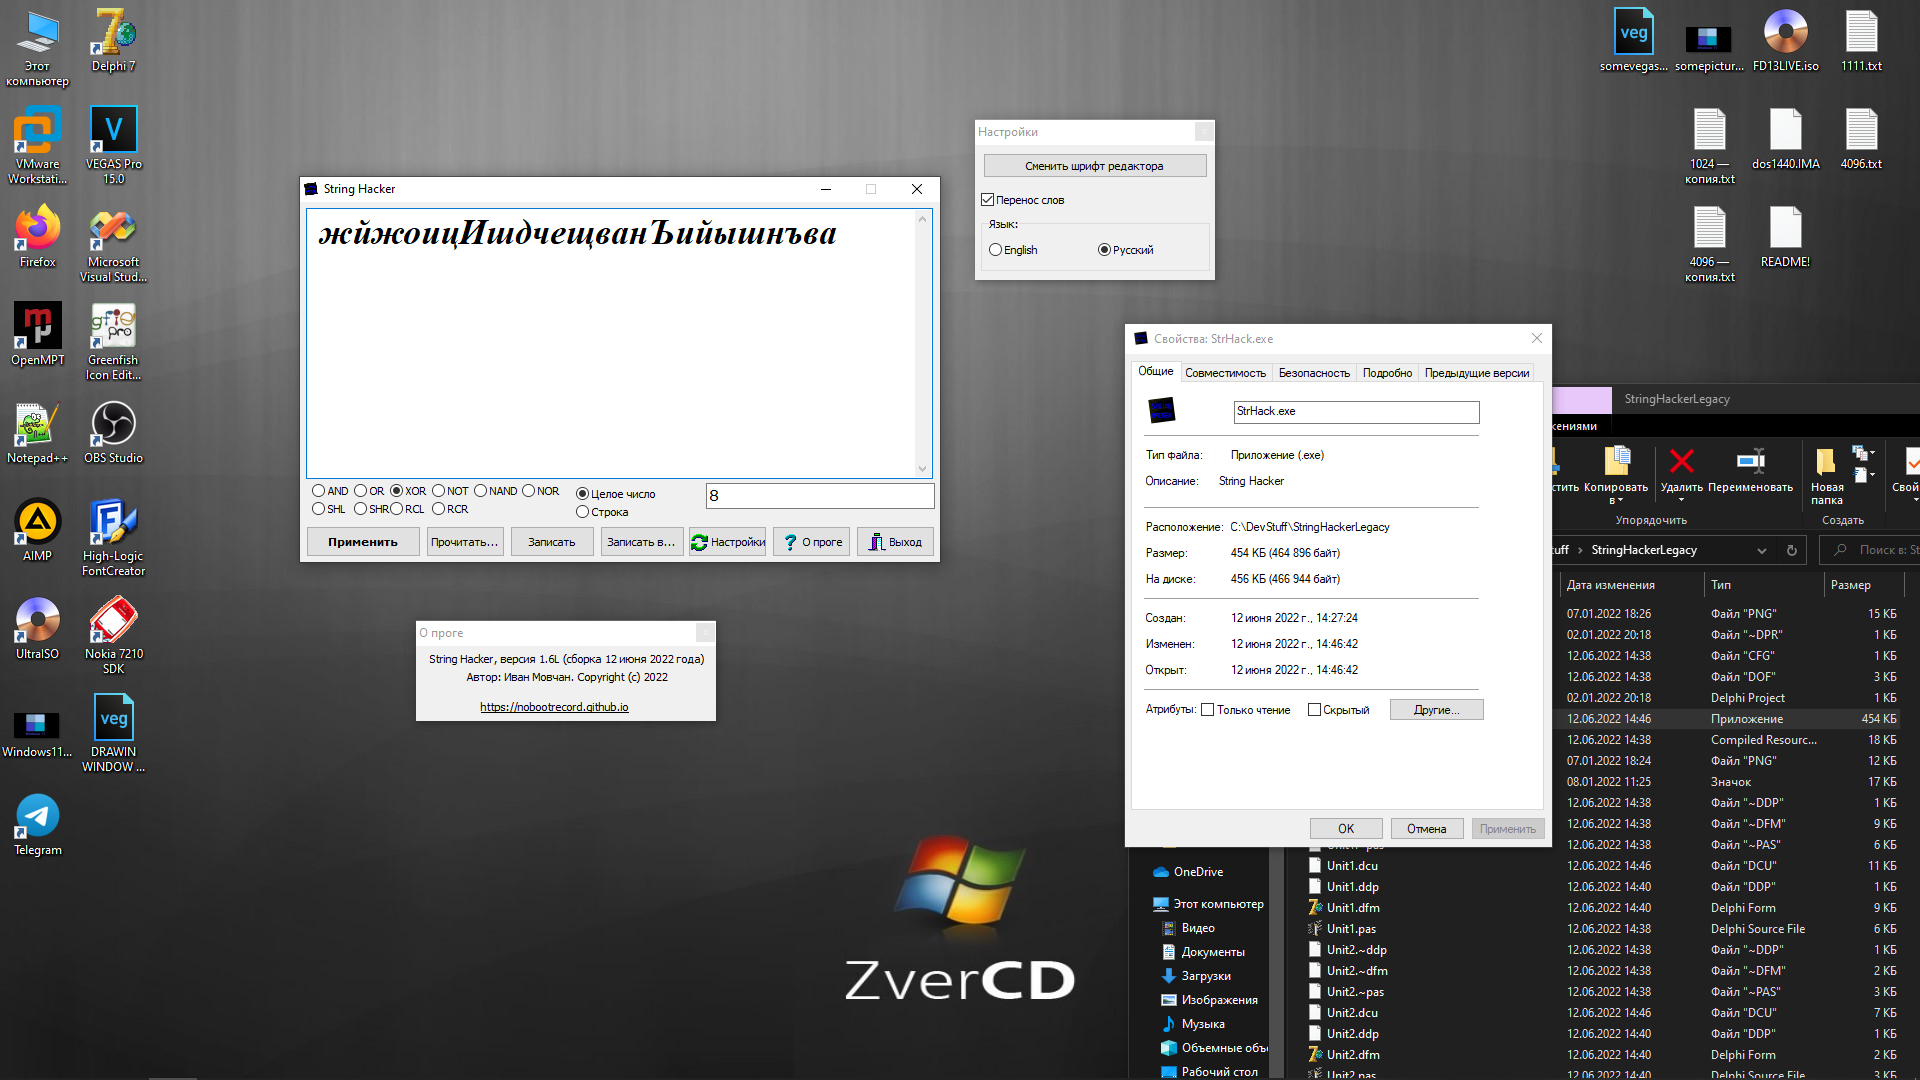 Этот
компьютер
Delphi 7
VMware
Workstati...
VEGAS Pro
15.0
Firefox
Microsoft
Visual Stud...
OpenMPT
Greenfish
Icon Edit...
Notepad++
OBS Studio
AIMP
High-Logic
FontCreator
UltraISO
Nokia 7210
SDK
Windows11...
DRAWIN
WINDOW ...
Telegram
String Hacker
жйжоицИшдчещванЪийышнъва
AND
OR
XOR
NOT
NAND
NOR
SHL
SHR
RCL
RCR
Целое число
Строка
8
Применить
Прочитать...
Записать
Записать в...
Настройки
О проге
Выход
О проге
String Hacker, версия 1.6L (сборка 12 июня 2022 года)
Автор: Иван Мовчан. Copyright (c) 2022
https://nobootrecord.github.io
Настройки
Сменить шрифт редактора
Перенос слов
Язык:
English
Русский
somevegas...
somepictur...
FD13LIVE.iso
1111.txt
1024 —
копия.txt
dos1440.IMA
4096.txt
4096 —
копия.txt
README!
Свойства: StrHack.exe
Общие
Совместимость
Безопасность
Подробно
Предыдущие версии
StrHack.exe
Тип файла: Приложение (.exe)
Описание: String Hacker
Расположение: C:\DevStuff\StringHackerLegacy
Размер: 454 КБ (464 896 байт)
На диске: 456 КБ (466 944 байт)
Создан: 12 июня 2022 г., 14:27:24
Изменен: 12 июня 2022 г., 14:46:42
Открыт: 12 июня 2022 г., 14:46:42
Атрибуты: Только чтение Скрытый Другие...
OK
Отмена
Применить
StringHackerLegacy
Копировать
в
Удалить
Переименовать
Новая
папка
Упорядочить
Создать
StringHackerLegacy
Поиск в: St
Дата изменения Тип Размер
07.01.2022 18:26 Файл "PNG" 15 КБ
02.01.2022 20:18 Файл "~DPR" 1 КБ
12.06.2022 14:38 Файл "CFG" 1 КБ
12.06.2022 14:38 Файл "DOF" 3 КБ
02.01.2022 20:18 Delphi Project 1 КБ
12.06.2022 14:46 Приложение 454 КБ
12.06.2022 14:38 Compiled Resourc... 18 КБ
07.01.2022 18:24 Файл "PNG" 12 КБ
08.01.2022 11:25 Значок 17 КБ
12.06.2022 14:38 Файл "~DDP" 1 КБ
12.06.2022 14:38 Файл "~DFM" 9 КБ
12.06.2022 14:38 Файл "~PAS" 6 КБ
Unit1.dcu 12.06.2022 14:46 Файл "DCU" 11 КБ
Unit1.ddp 12.06.2022 14:40 Файл "DDP" 1 КБ
Unit1.dfm 12.06.2022 14:40 Delphi Form 9 КБ
Unit1.pas 12.06.2022 14:40 Delphi Source File 6 КБ
Unit2.~ddp 12.06.2022 14:38 Файл "~DDP" 1 КБ
Unit2.~dfm 12.06.2022 14:38 Файл "~DFM" 2 КБ
Unit2.~pas 12.06.2022 14:38 Файл "~PAS" 3 КБ
Unit2.dcu 12.06.2022 14:46 Файл "DCU" 7 КБ
Unit2.ddp 12.06.2022 14:40 Файл "DDP" 1 КБ
Unit2.dfm 12.06.2022 14:40 Delphi Form 2 КБ
Unit2.pas 12.06.2022 14:40 Delphi Source File 3 КБ
OneDrive
Этот компьютер
Видео
Документы
Загрузки
Изображения
Музыка
Объемные объе
Рабочий стол
ZverCD